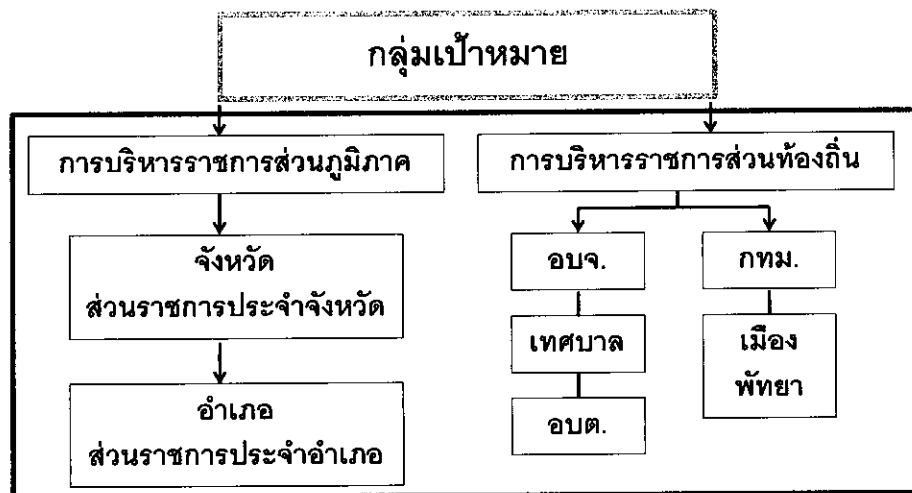 กลุ่มเป้าหมาย
การบริหารราชการส่วนภูมิภาค
จังหวัด
ส่วนราชการประจำจังหวัด
อำเภอ
ส่วนราชการประจำอำเภอ
การบริหารราชการส่วนท้องถิ่น
อบจ.
เทศบาล
อบต.
กทม.
เมือง
พัทยา